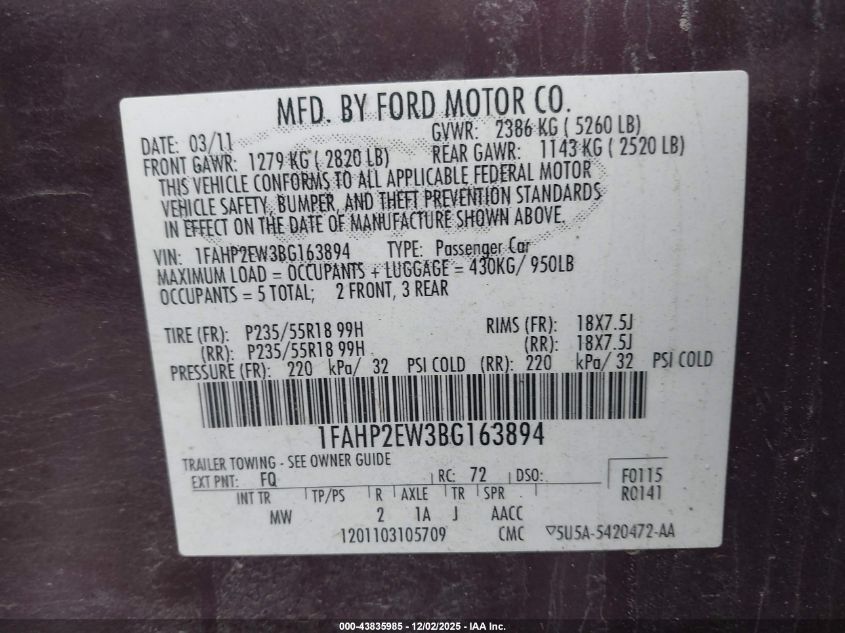 MFD. BY FORD MOTOR CO.
DATE: 03/11 GVWR: 2386 KG ( 5260 LB)
FRONT GAWR: 1279 KG ( 2820 LB) REAR GAWR: 1143 KG ( 2520 LB)
THIS VEHICLE CONFORMS TO ALL APPLICABLE FEDERAL MOTOR
VEHICLE SAFETY, BUMPER, AND THEFT PREVENTION STANDARDS
IN EFFECT ON THE DATE OF MANUFACTURE SHOWN ABOVE.
VIN: 1FAHP2EW3BG163894 TYPE: Passenger Car
MAXIMUM LOAD = OCCUPANTS + LUGGAGE = 430KG/ 950LB
OCCUPANTS = 5 TOTAL; 2 FRONT, 3 REAR
TIRE (FR): P235/55R18 99H RIMS (FR): 18X7.5J
(RR): P235/55R18 99H (RR): 18X7.5J
PRESSURE (FR): 220 kPa/ 32 PSI COLD (RR): 220 kPa/ 32 PSI COLD
1FAHP2EW3BG163894
TRAILER TOWING - SEE OWNER GUIDE
EXT PNT: FQ RC: 72 DSO: F0115
INT TR TP/PS R AXLE TR SPR R0141
MW 2 1A J AACC
1201103105709 CMC ▽5U5A-5420472-AA
000-43835985 - 12/02/2025 - IAA Inc.